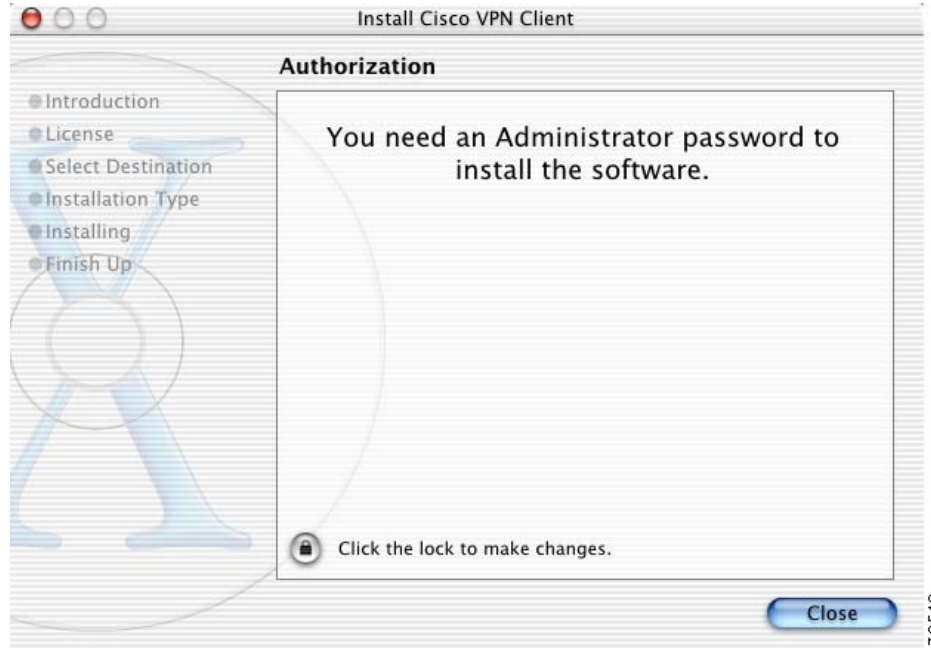 Install Cisco VPN Client
Authorization
Introduction
License
Select Destination
Installation Type
Installing
Finish Up
You need an Administrator password to
install the software.
Click the lock to make changes.
Close